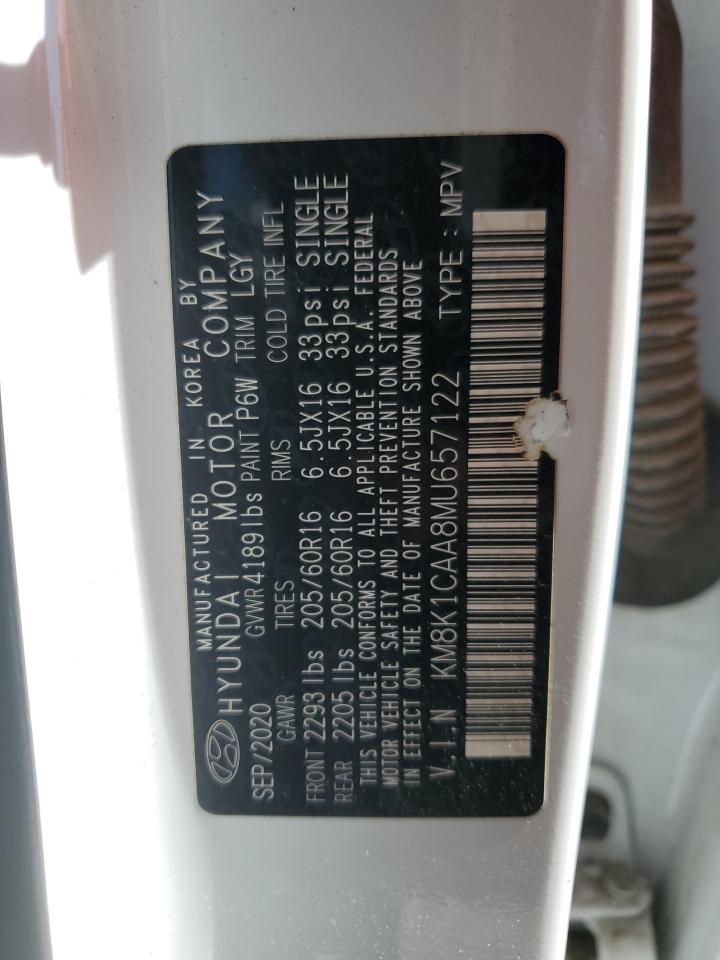 MANUFACTURED IN KOREA BY
HYUNDAI MOTOR COMPANY
SEP/2020 GVWR 4189 lbs PAINT P6W TRIM LGY
GAWR TIRES RIMS COLD TIRE INFL
FRONT 2293 lbs 205/60R16 6.5JX16 33psi SINGLE
REAR 2205 lbs 205/60R16 6.5JX16 33psi SINGLE
THIS VEHICLE CONFORMS TO ALL APPLICABLE U.S.A. FEDERAL
MOTOR VEHICLE SAFETY AND THEFT PREVENTION STANDARDS
IN EFFECT ON THE DATE OF MANUFACTURE SHOWN ABOVE
V.I.N KM8K1CAA8MU657122 TYPE : MPV